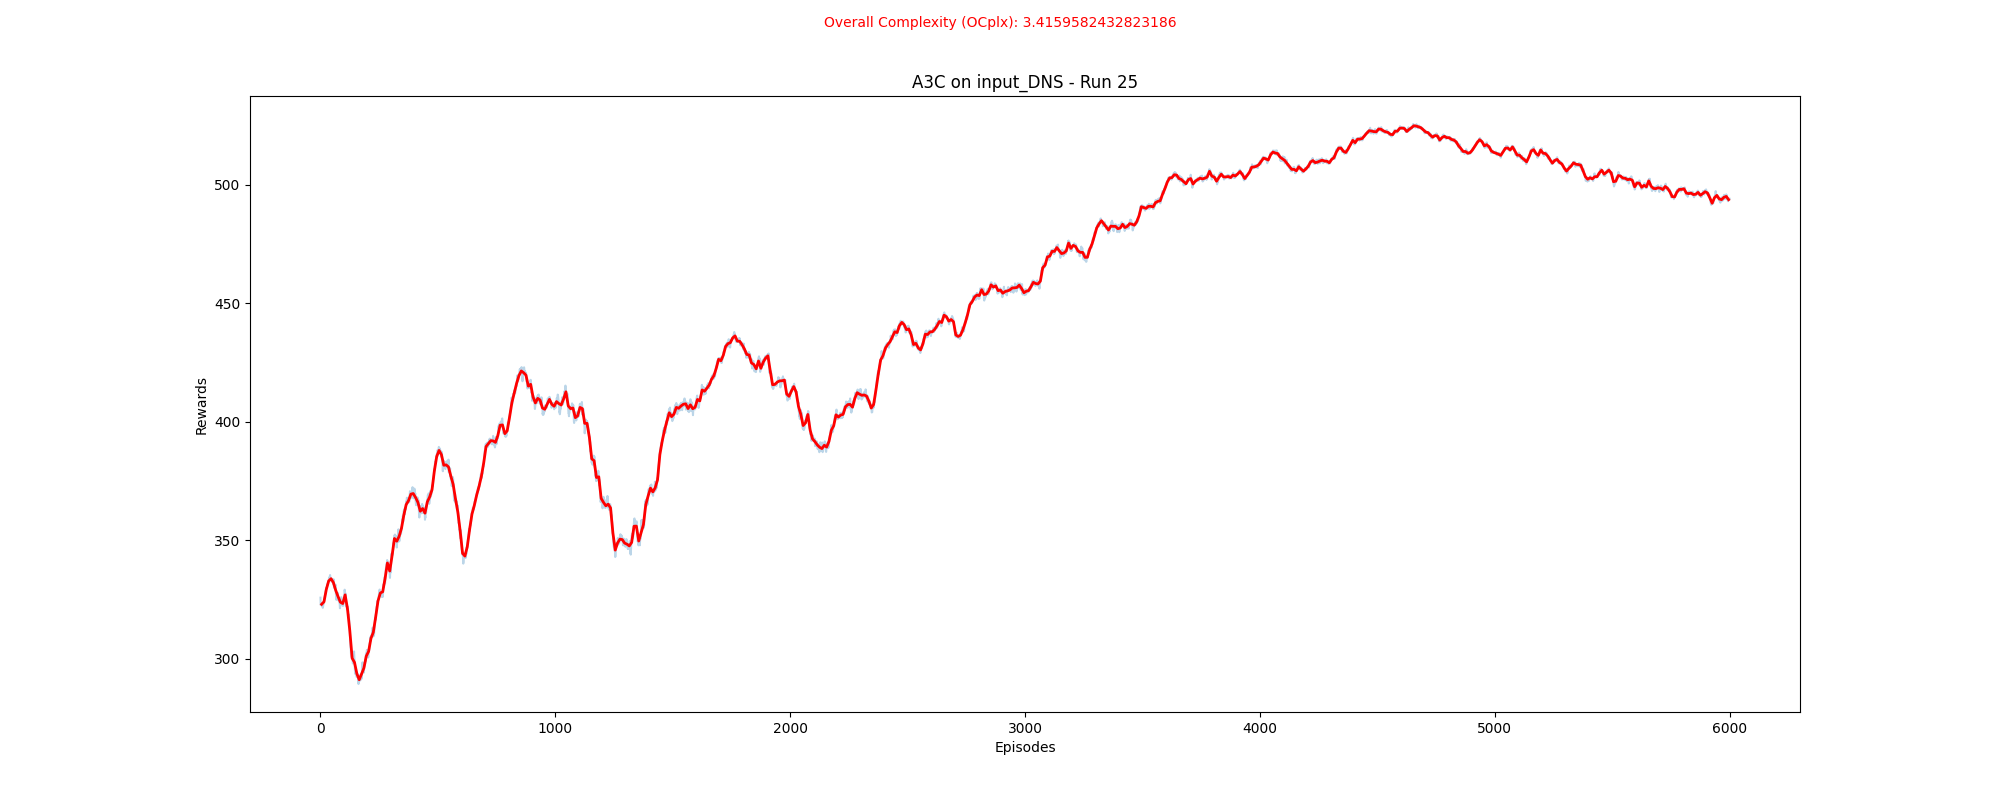 Overall Complexity (OCplx): 3.4159582432823186
A3C on input_DNS - Run 25
500
450
400
350
300
Rewards
0 1000 2000 3000 4000 5000 6000
Episodes